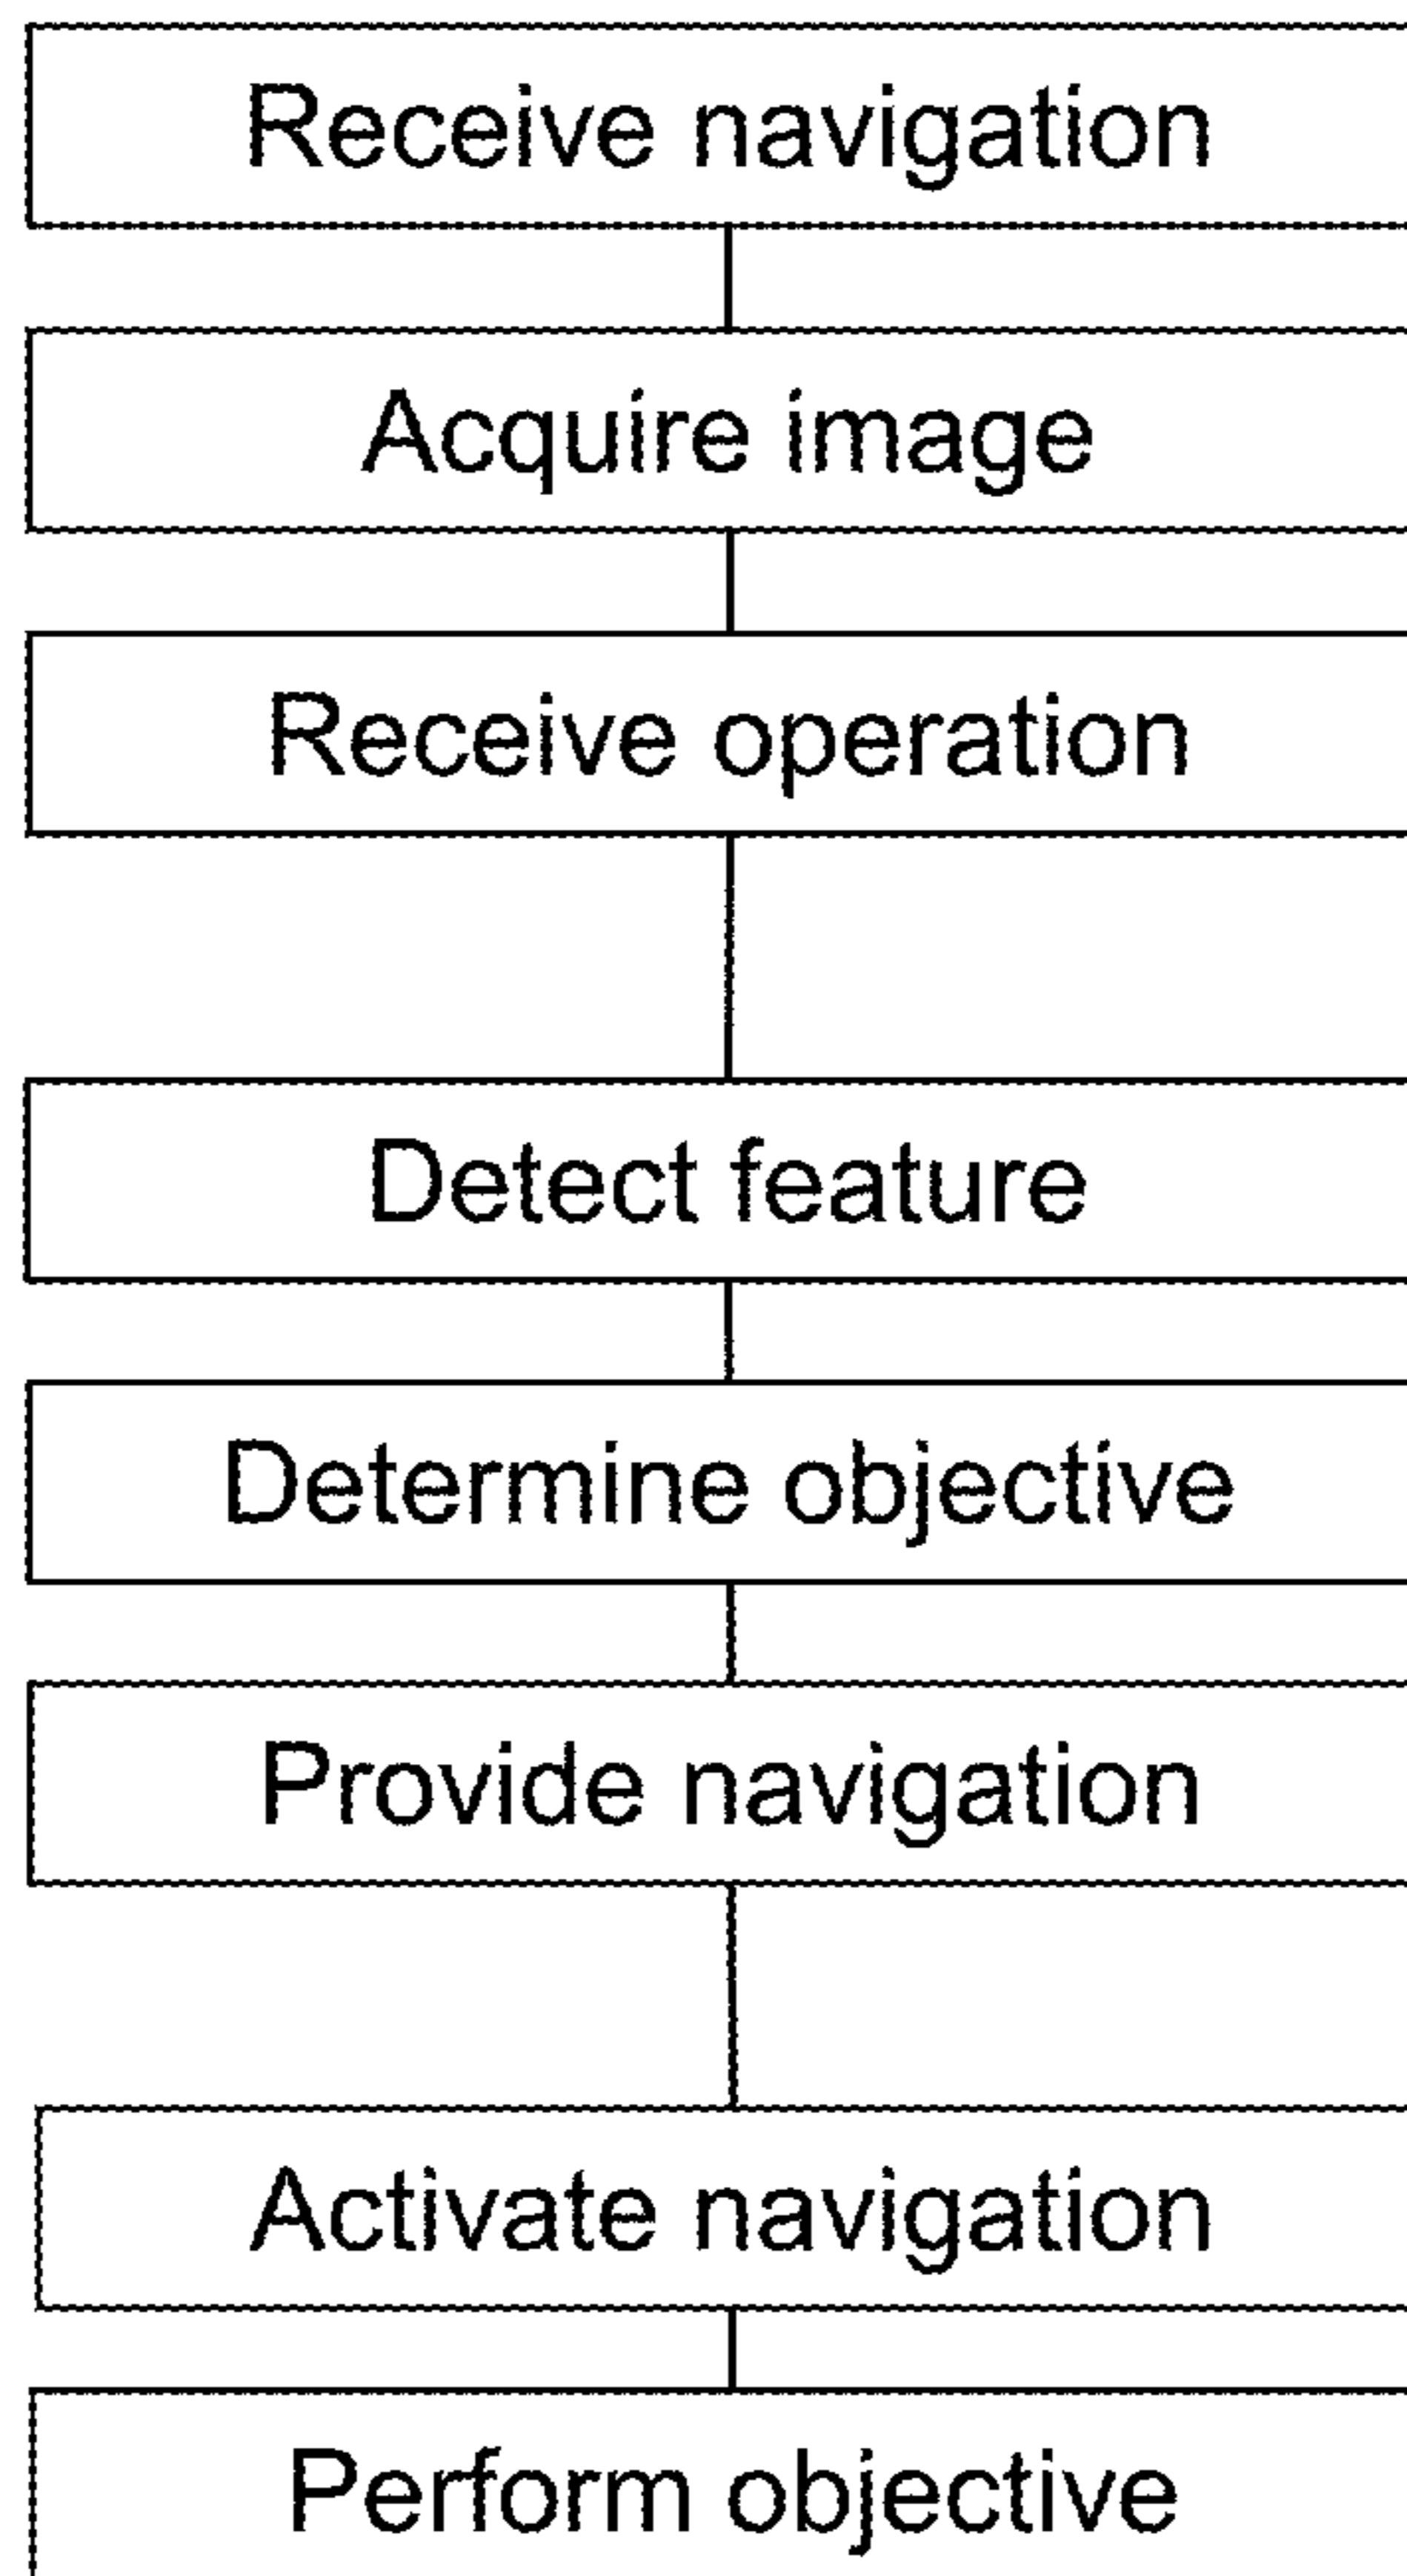 Receive navigation
Acquire image
Receive operation
Detect feature
Determine objective
Provide navigation
Activate navigation
Perform objective